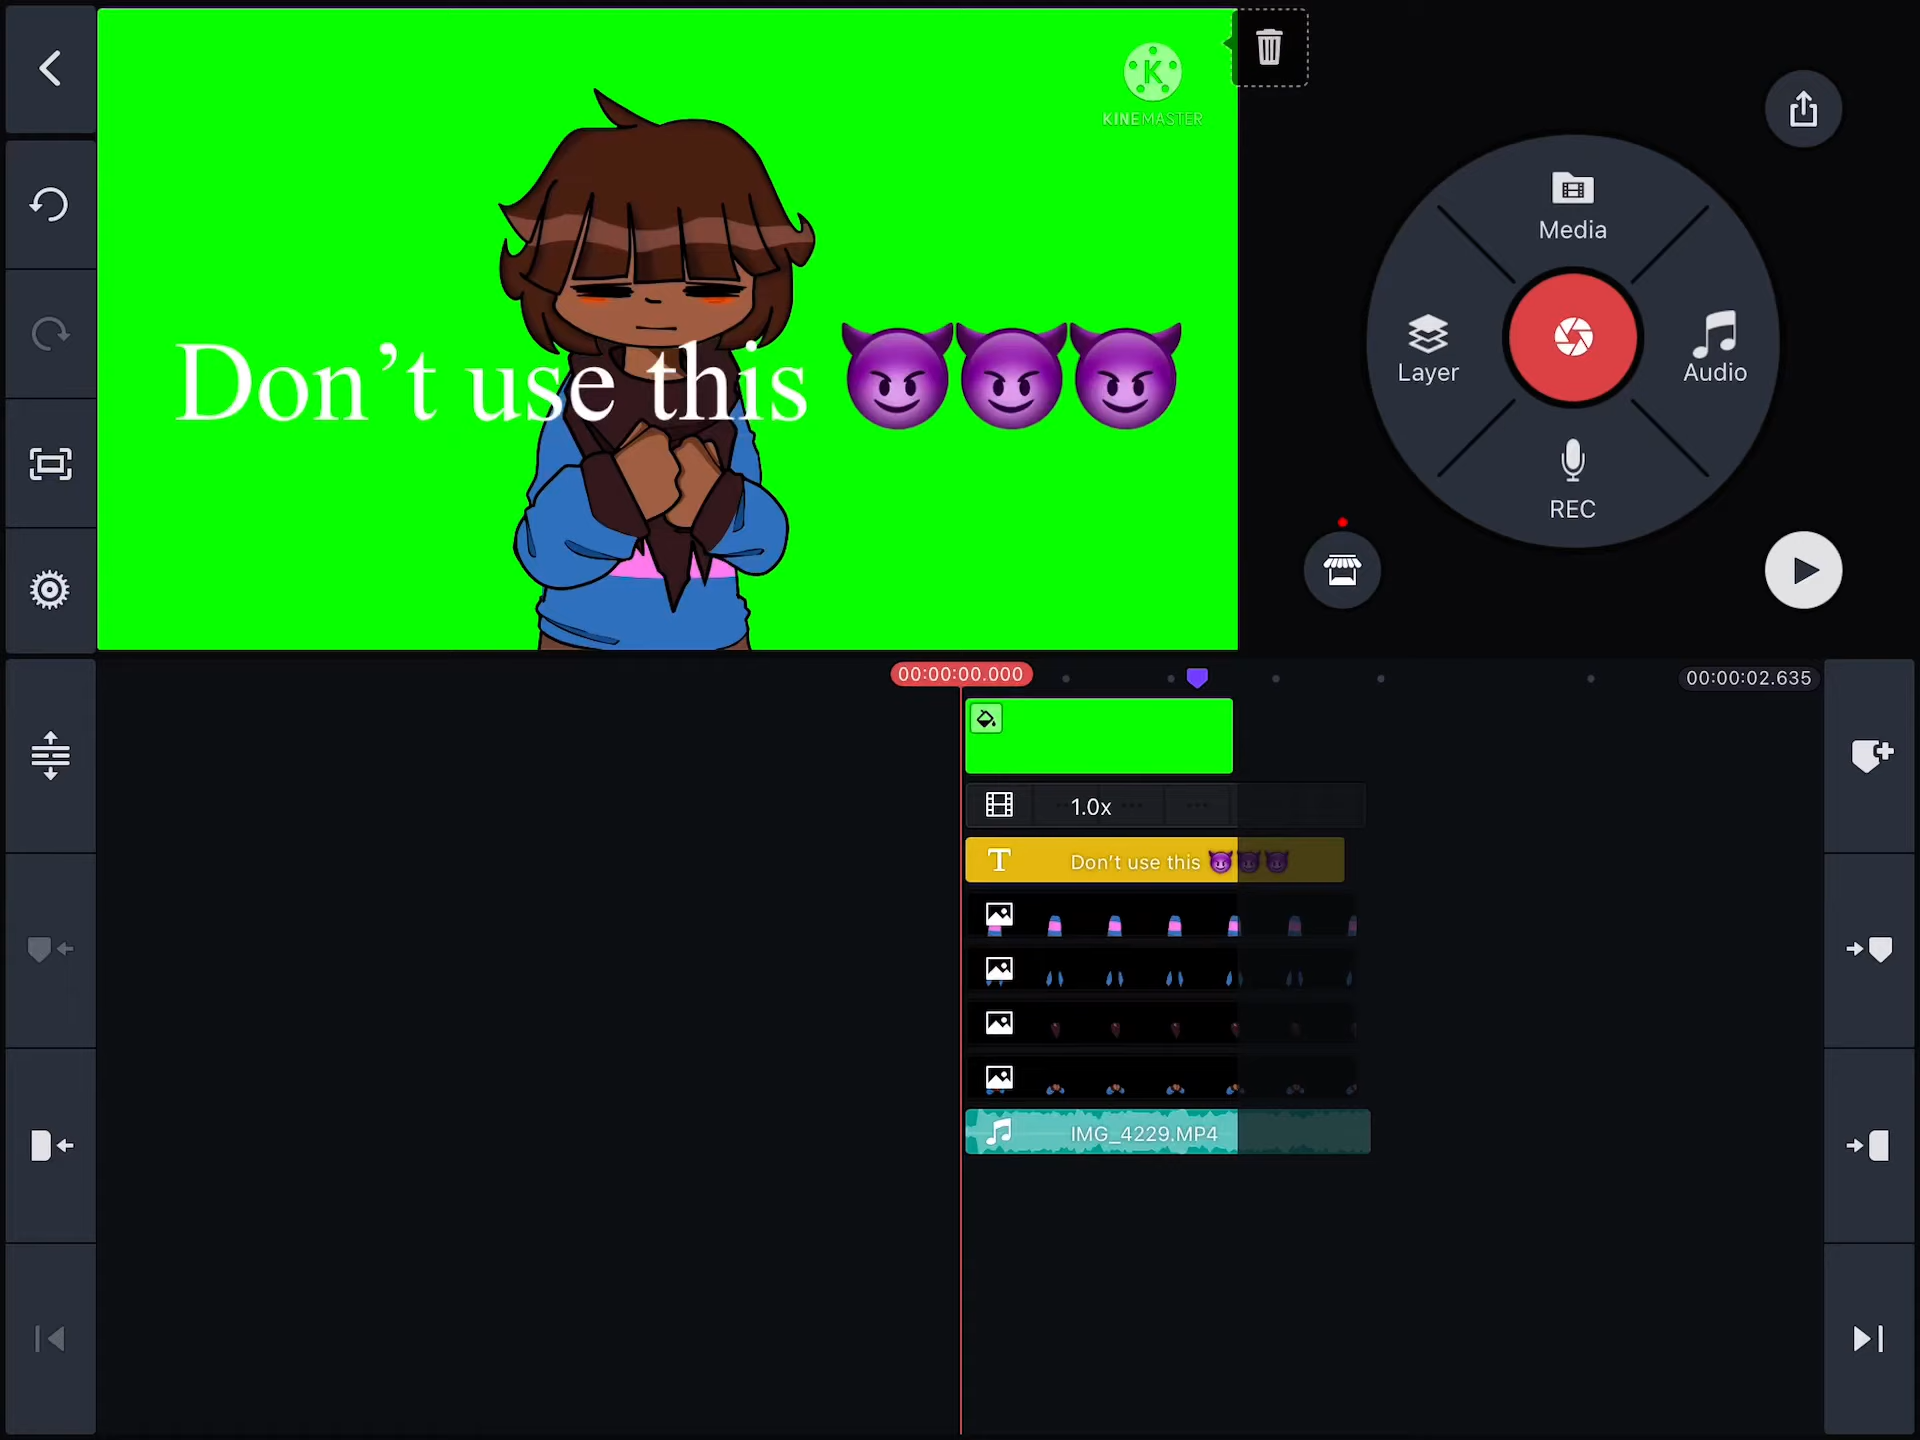 KINEMASTER
Don't use this 😈😈😈
Media
Layer
Audio
REC
00:00:00.000
00:00:02.635
1.0x
Don't use this 😈😈😈
IMG_4229.MP4